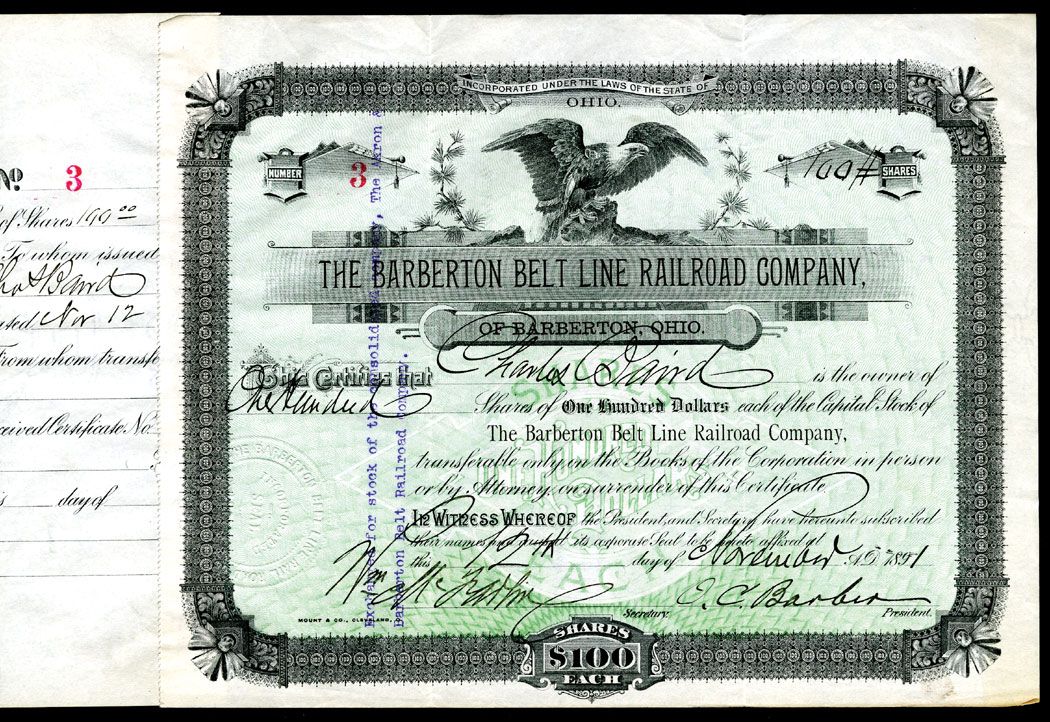 Nº 3
of Shares 100 00
To whom issued
Chas Baird
Nov 12
From whom transfe
ceived Certificate No
day of
INCORPORATED UNDER THE LAWS OF THE STATE OF
OHIO.
NUMBER
3
100#
SHARES
THE BARBERTON BELT LINE RAILROAD COMPANY,
OF BARBERTON, OHIO.
This Certifies that Charles Baird is the owner of
One Hundred Shares of One Hundred Dollars each of the Capital Stock of
The Barberton Belt Line Railroad Company,
transferable only on the Books of the Corporation in person
or by Attorney, on surrender of this Certificate.
IN WITNESS WHEREOF the President and Secretary have hereunto subscribed
their names and caused its corporate Seal to be hereto affixed at
this 12th day of November A.D. 1891
Secretary. O. C. Barber President.
MOUNT & CO., CLEVELAND,
SHARES
$100
EACH
for stock of the Consolidated Company, The Akron &
Barberton Belt Railroad Company.